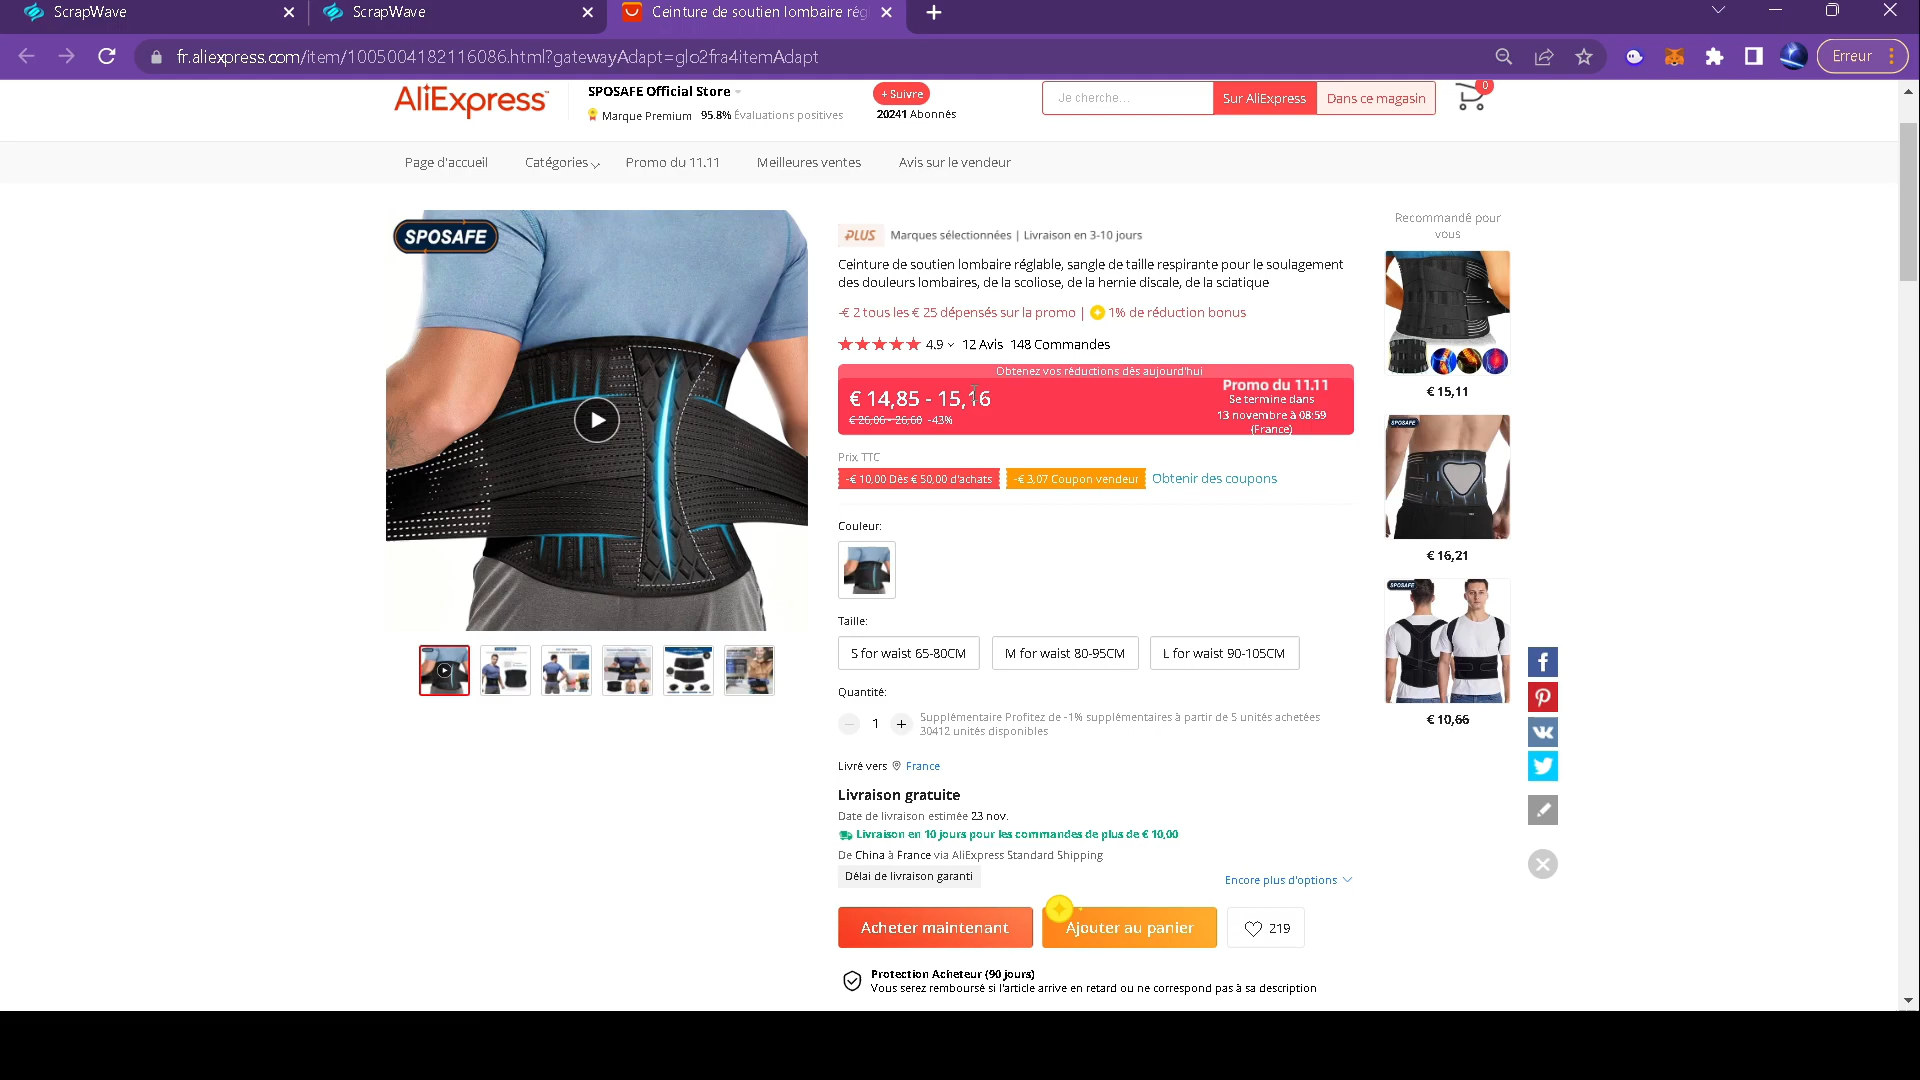 ScrapWave
ScrapWave
Ceinture de soutien lombaire rég
fr.aliexpress.com/item/1005004182116086.html?gatewayAdapt=glo2fra4itemAdapt
Erreur
AliExpress
SPOSAFE Official Store
Marque Premium 95.8% Évaluations positives
+ Suivre
20241 Abonnés
Je cherche...
Sur AliExpress
Dans ce magasin
0
Page d'accueil
Catégories
Promo du 11.11
Meilleures ventes
Avis sur le vendeur
SPOSAFE
PLUS Marques sélectionnées | Livraison en 3-10 jours
Ceinture de soutien lombaire réglable, sangle de taille respirante pour le soulagement
des douleurs lombaires, de la scoliose, de la hernie discale, de la sciatique
-€ 2 tous les € 25 dépensés sur la promo | 1% de réduction bonus
4.9 12 Avis 148 Commandes
Obtenez vos réductions dès aujourd'hui
€ 14,85 - 15,16
€ 26,06 - 26,60 -43%
Promo du 11.11
Se termine dans
13 novembre à 08:59
(France)
Prix TTC
-€ 10,00 Dès € 50,00 d'achats
-€ 3,07 Coupon vendeur
Obtenir des coupons
Couleur:
Taille:
S for waist 65-80CM
M for waist 80-95CM
L for waist 90-105CM
Quantité:
1
Supplémentaire Profitez de -1% supplémentaires à partir de 5 unités achetées
30412 unités disponibles
Livré vers France
Livraison gratuite
Date de livraison estimée 23 nov.
Livraison en 10 jours pour les commandes de plus de € 10,00
De China à France via AliExpress Standard Shipping
Délai de livraison garanti
Encore plus d'options
Acheter maintenant
Ajouter au panier
219
Protection Acheteur (90 jours)
Vous serez remboursé si l'article arrive en retard ou ne correspond pas à sa description
Recommandé pour
vous
€ 15,11
SPOSAFE
€ 16,21
SPOSAFE
€ 10,66